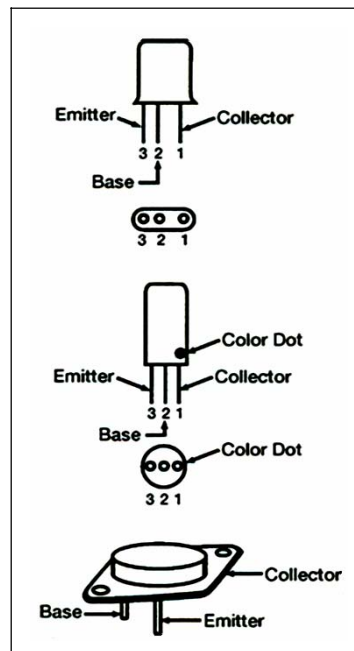 Emitter Collector
3 2 1
Base
3 2 1
Color Dot
Emitter Collector
3 2 1
Base
Color Dot
3 2 1
Collector
Base
Emitter